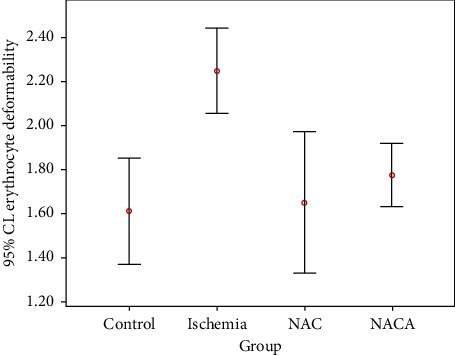 95% CL erythrocyte deformability
2.40
2.20
2.00
1.80
1.60
1.40
1.20
Control Ischemia NAC NACA
Group